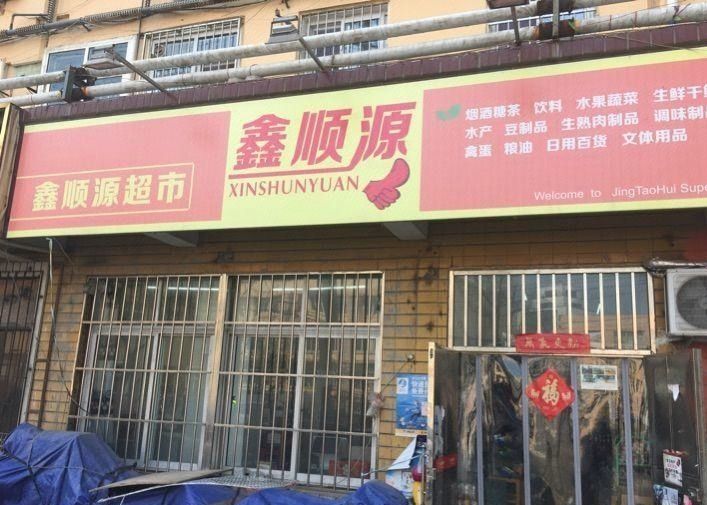 鑫顺源超市
鑫顺源
XINSHUNYUAN
烟酒糖茶 饮料 水果蔬菜 生鲜干
水产 豆制品 生熟肉制品 调味制
禽蛋 粮油 日用百货 文体用品
Welcome to JingTaoHui Supe
福